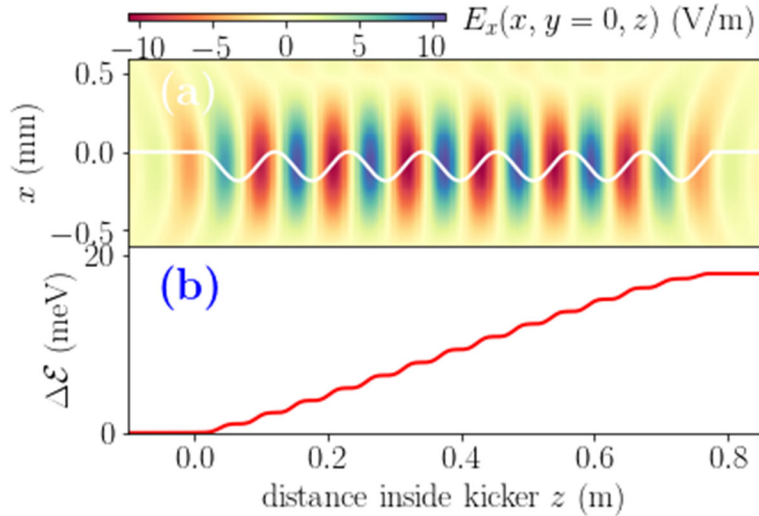 −10 −5 0 5 10 E_x(x, y = 0, z) (V/m)
(a)
0.5
0.0
−0.5
x (mm)
(b)
20
0
Δℰ (meV)
0.0 0.2 0.4 0.6 0.8
distance inside kicker z (m)